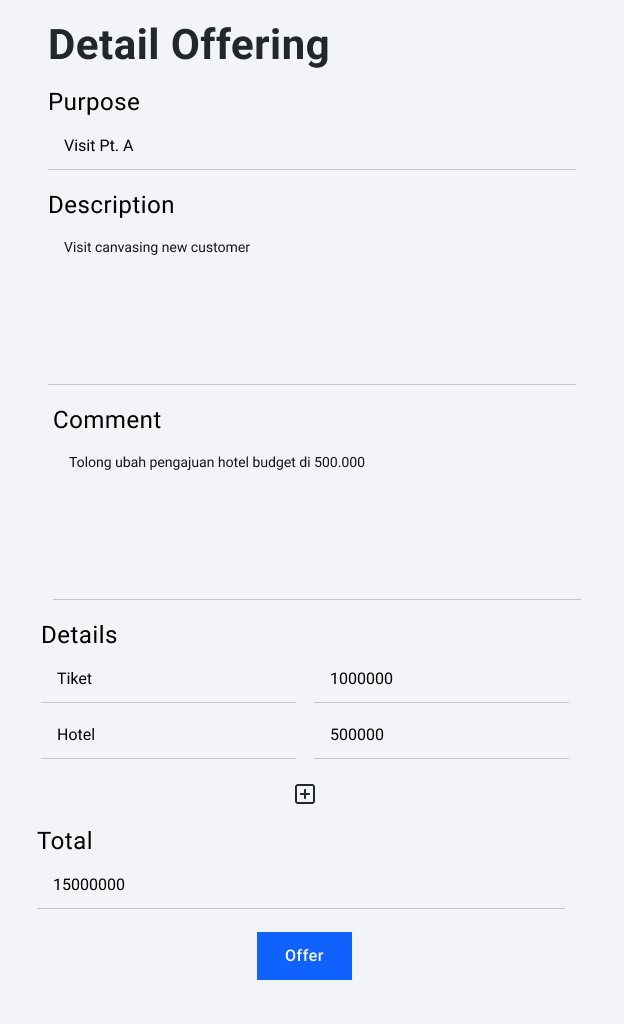 Detail Offering
Purpose
Visit Pt. A
Description
Visit canvasing new customer
Comment
Tolong ubah pengajuan hotel budget di 500.000
Details
Tiket 1000000
Hotel 500000
Total
15000000
Offer